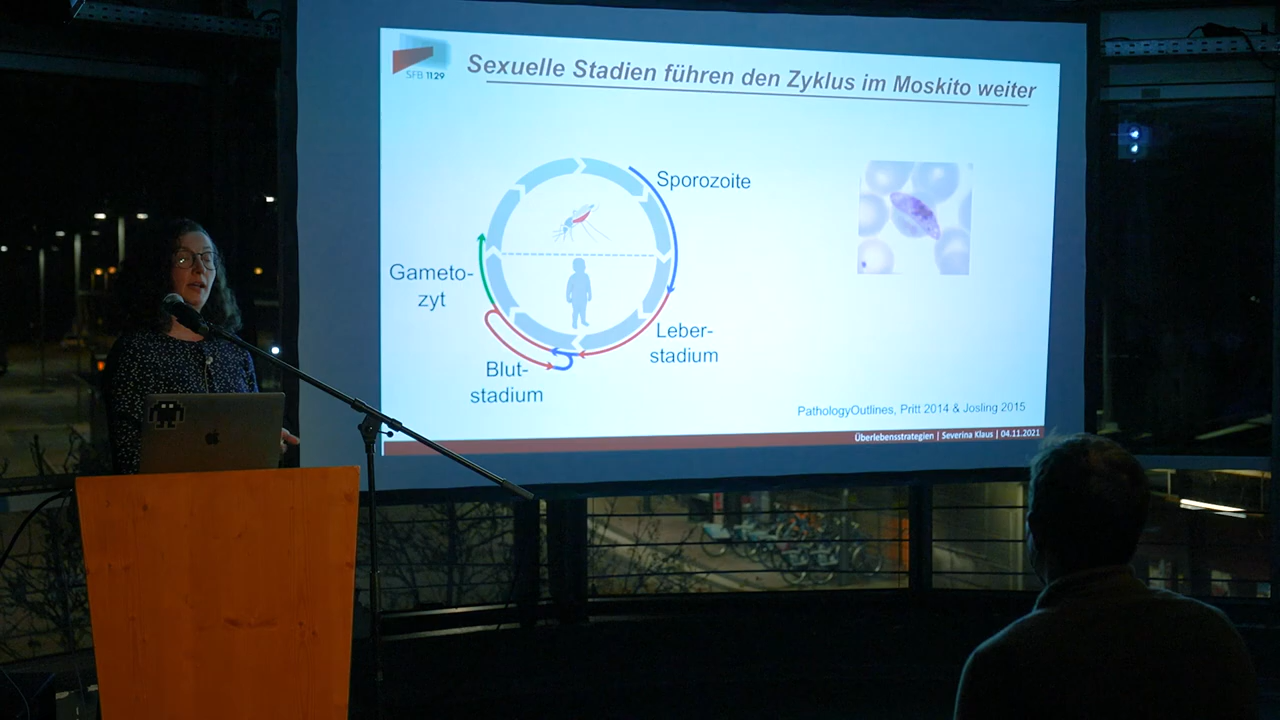 SFB 1129
Sexuelle Stadien führen den Zyklus im Moskito weiter
Sporozoite
Gameto-
zyt
Leber-
stadium
Blut-
stadium
PathologyOutlines, Pritt 2014 & Josling 2015
Überlebensstrategien | Severina Klaus | 04.11.2021